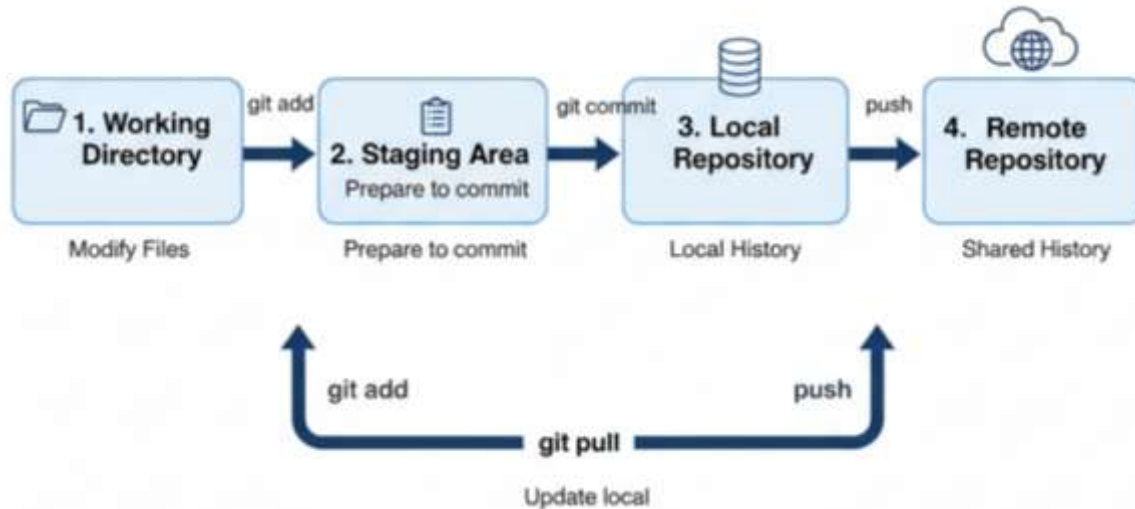 git add
git commit
push
1. Working
Directory
2. Staging Area
Prepare to commit
3. Local
Repository
4. Remote
Repository
Modify Files
Prepare to commit
Local History
Shared History
git add
push
git pull
Update local